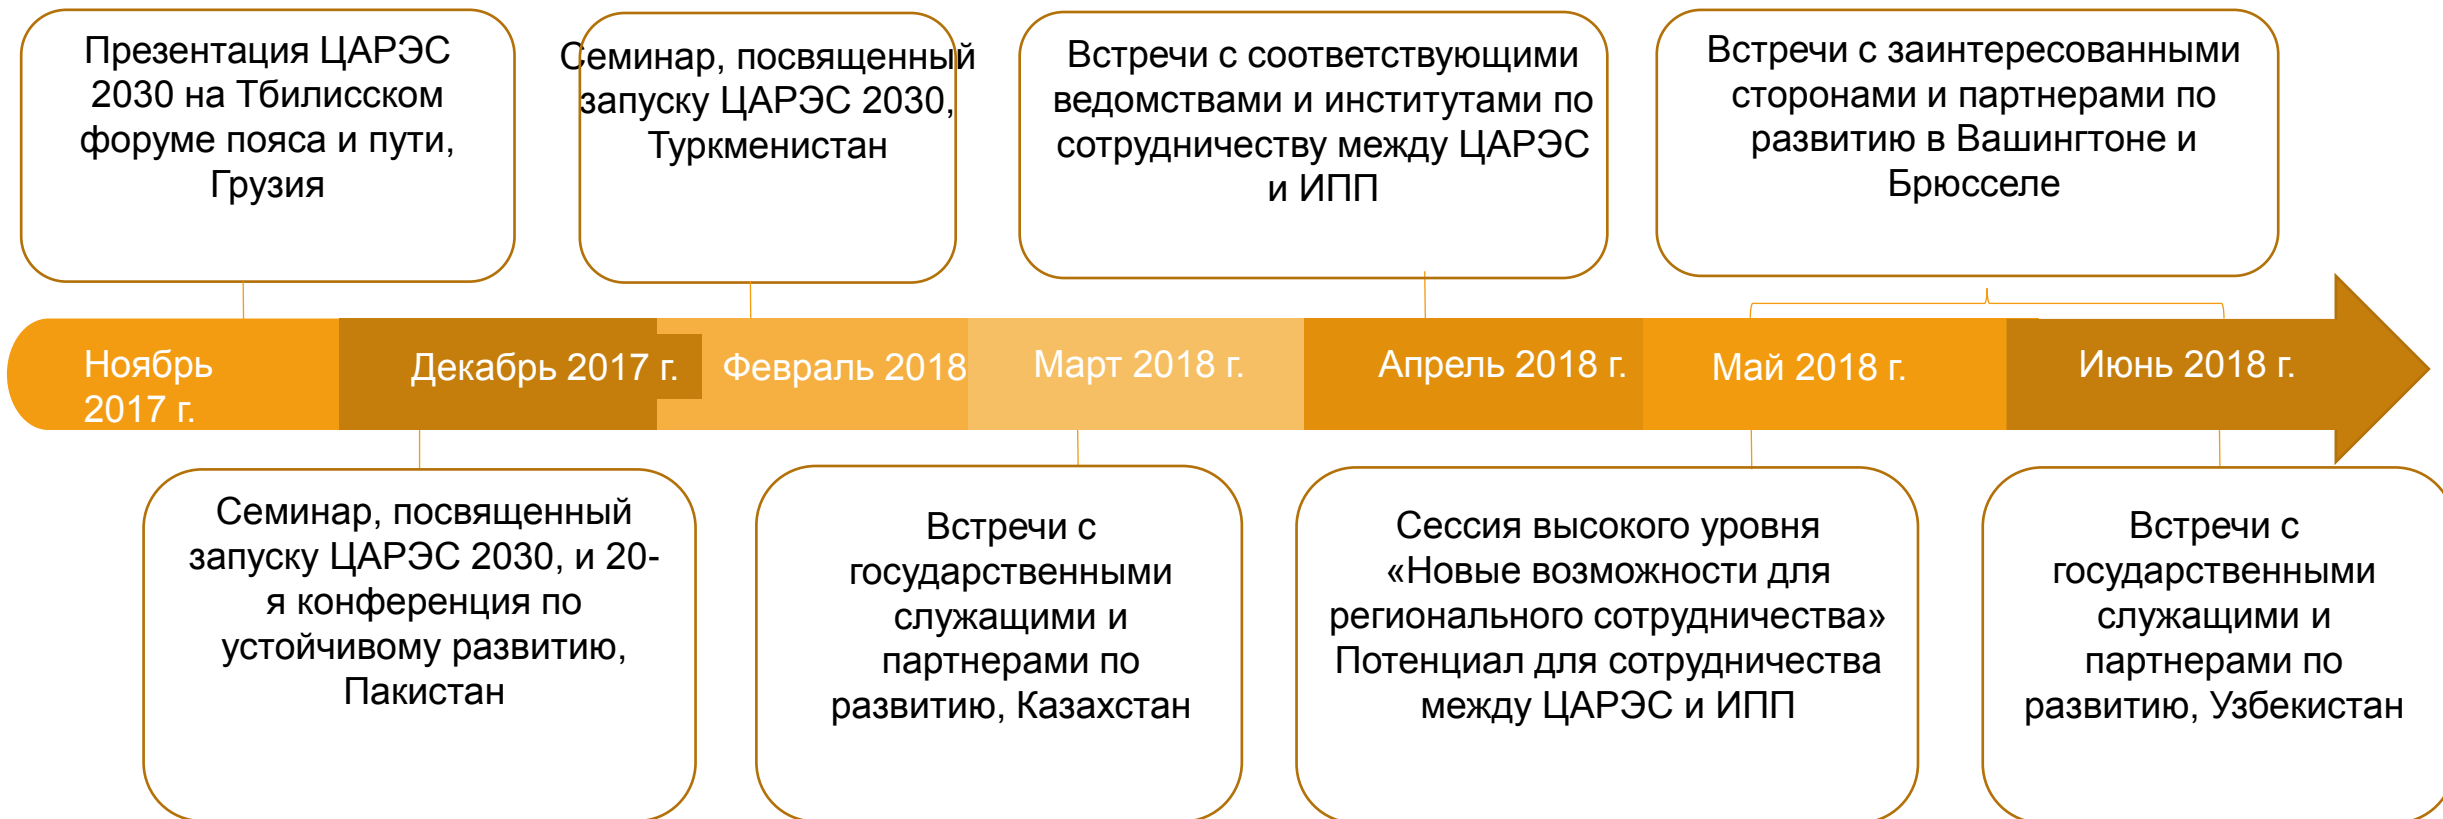 Презентация ЦАРЭС
2030 на Тбилисском
форуме пояса и пути,
Грузия
Семинар, посвященный
запуску ЦАРЭС 2030,
Туркменистан
Встречи с соответствующими
ведомствами и институтами по
сотрудничеству между ЦАРЭС
и ИПП
Встречи с заинтересованными
сторонами и партнерами по
развитию в Вашингтоне и
Брюсселе
Ноябрь
2017 г.
Декабрь 2017 г.
Февраль 2018
Март 2018 г.
Апрель 2018 г.
Май 2018 г.
Июнь 2018 г.
Семинар, посвященный
запуску ЦАРЭС 2030, и 20-
я конференция по
устойчивому развитию,
Пакистан
Встречи с
государственными
служащими и
партнерами по
развитию, Казахстан
Сессия высокого уровня
«Новые возможности для
регионального сотрудничества»
Потенциал для сотрудничества
между ЦАРЭС и ИПП
Встречи с
государственными
служащими и
партнерами по
развитию, Узбекистан